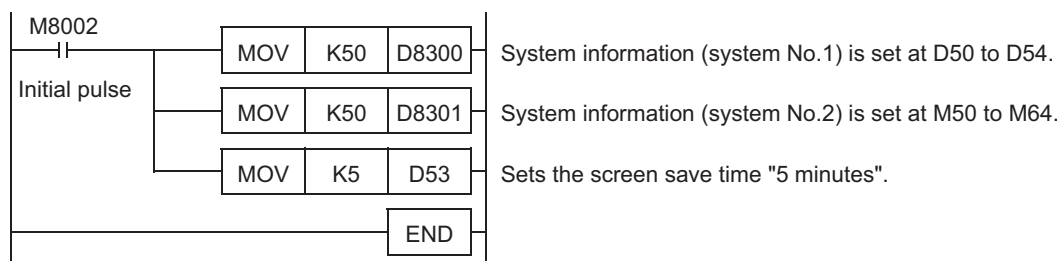 M8002
MOV K50 D8300 System information (system No.1) is set at D50 to D54.
Initial pulse
MOV K50 D8301 System information (system No.2) is set at M50 to M64.
MOV K5 D53 Sets the screen save time "5 minutes".
END